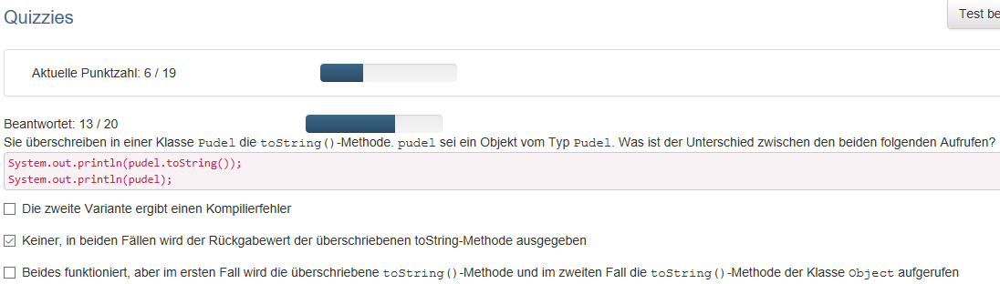 Quizzies
Test be
Aktuelle Punktzahl: 6 / 19
Beantwortet: 13 / 20
Sie überschreiben in einer Klasse Pudel die toString()-Methode. pudel sei ein Objekt vom Typ Pudel. Was ist der Unterschied zwischen den beiden folgenden Aufrufen?
System.out.println(pudel.toString());
System.out.println(pudel);
Die zweite Variante ergibt einen Kompilierfehler
Keiner, in beiden Fällen wird der Rückgabewert der überschriebenen toString-Methode ausgegeben
Beides funktioniert, aber im ersten Fall wird die überschriebene toString()-Methode und im zweiten Fall die toString()-Methode der Klasse Object aufgerufen